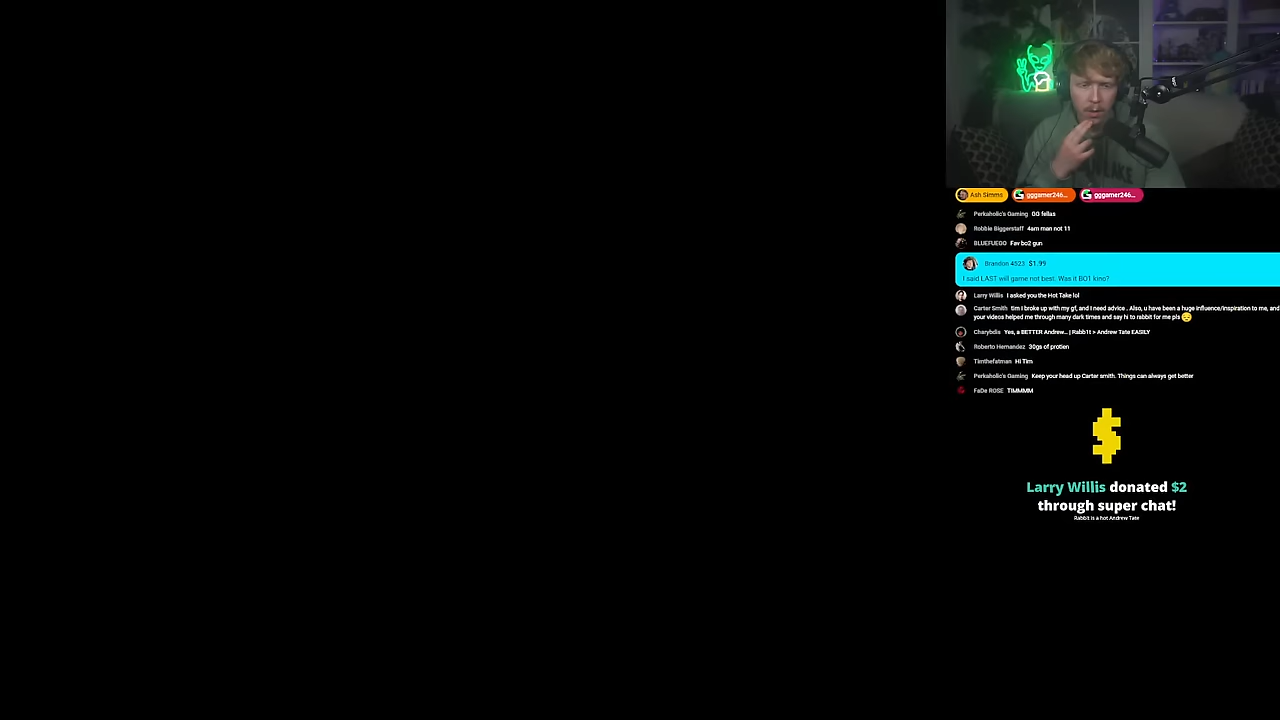 Ash Simms gggamer246... gggamer246...
Perkaholic's Gaming GG fellas
Robbie Biggerstaff 4am man not 11
BLUEFUEGO Fav bo2 gun
Brandon 4523 $1.99
I said LAST will game not best. Was it BO1 kino?
Larry Willis I asked you the Hot Take lol
Carter Smith tim I broke up with my gf, and I need advice . Also, u have been a huge influence/inspiration to me, and
your videos helped me through many dark times and say hi to rabbit for me pls
Charybdis Yes, a BETTER Andrew... | Rabb1t > Andrew Tate EASILY
Roberto Hernandez 30gs of protien
Timthefatman Hi Tim
Perkaholic's Gaming Keep your head up Carter smith. Things can always get better
FaDe ROSE TIMMMM
$
Larry Willis donated $2
through super chat!
Rabb1t is a hot Andrew Tate